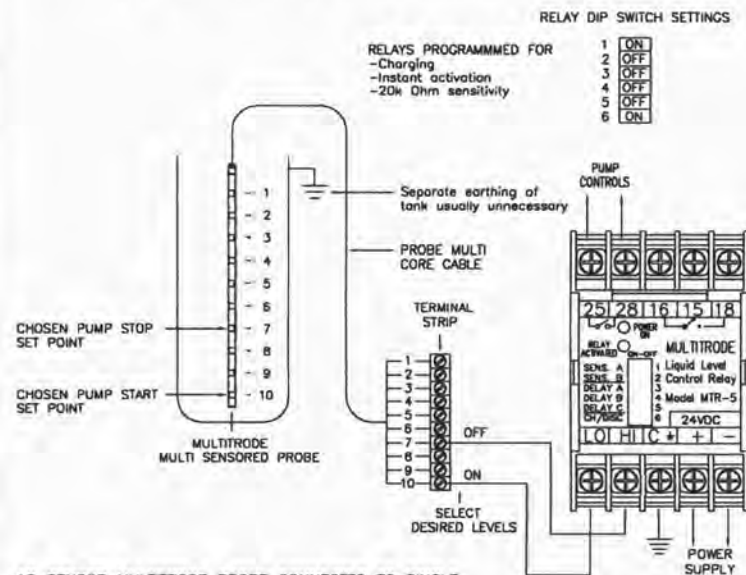 RELAY DIP SWITCH SETTINGS
RELAYS PROGRAMMMED FOR
-Charging
-Instant activation
-20k Ohm sensitivity
1 ON
2 OFF
3 OFF
4 OFF
5 OFF
6 ON
PUMP
CONTROLS
Separate earthing of
tank usually unnecessary
PROBE MULTI
CORE CABLE
1
2
3
4
5
6
7
8
9
10
CHOSEN PUMP STOP
SET POINT
CHOSEN PUMP START
SET POINT
MULTITRODE
MULTI SENSORED PROBE
TERMINAL
STRIP
1
2
3
4
5
6
7
8
9
10
OFF
ON
SELECT
DESIRED LEVELS
25 28 16 15 18
POWER
ON
RELAY
ACTIVATED
ON-OFF
MULTITRODE
SENS. A 1 Liquid Level
SENS. B 2 Control Relay
DELAY A 3
DELAY B 4 Model MTR-5
DELAY C 5
CH/DISC 6 24VDC
LO HI C + -
POWER
SUPPLY